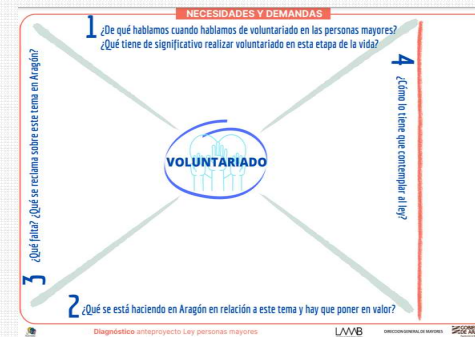 NECESIDADES Y DEMANDAS
1 ¿De qué hablamos cuando hablamos de voluntariado en las personas mayores?
¿Qué tiene de significativo realizar voluntariado en esta etapa de la vida?
4 ¿Cómo lo tiene que contemplar al ley?
VOLUNTARIADO
3 ¿Qué falta? ¿Qué se reclama sobre este tema en Aragón?
2 ¿Qué se está haciendo en Aragón en relación a este tema y hay que poner en valor?
Diagnóstico anteproyecto Ley personas mayores
DIRECCION GENERAL DE MAYORES